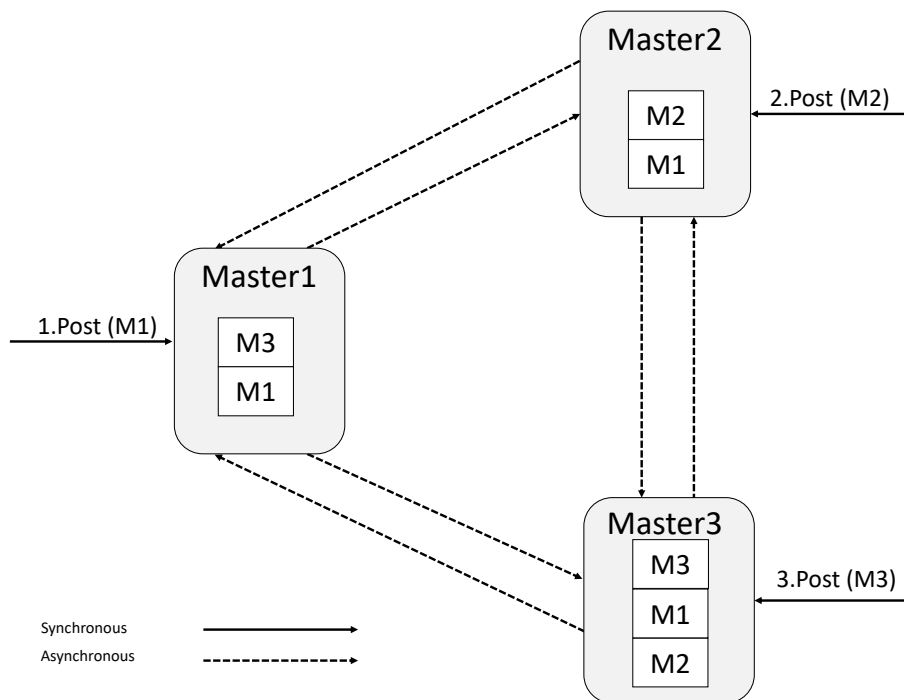 Master2
2.Post (M2)
M2
M1
Master1
1.Post (M1)
M3
M1
Master3
M3
3.Post (M3)
M1
M2
Synchronous
Asynchronous